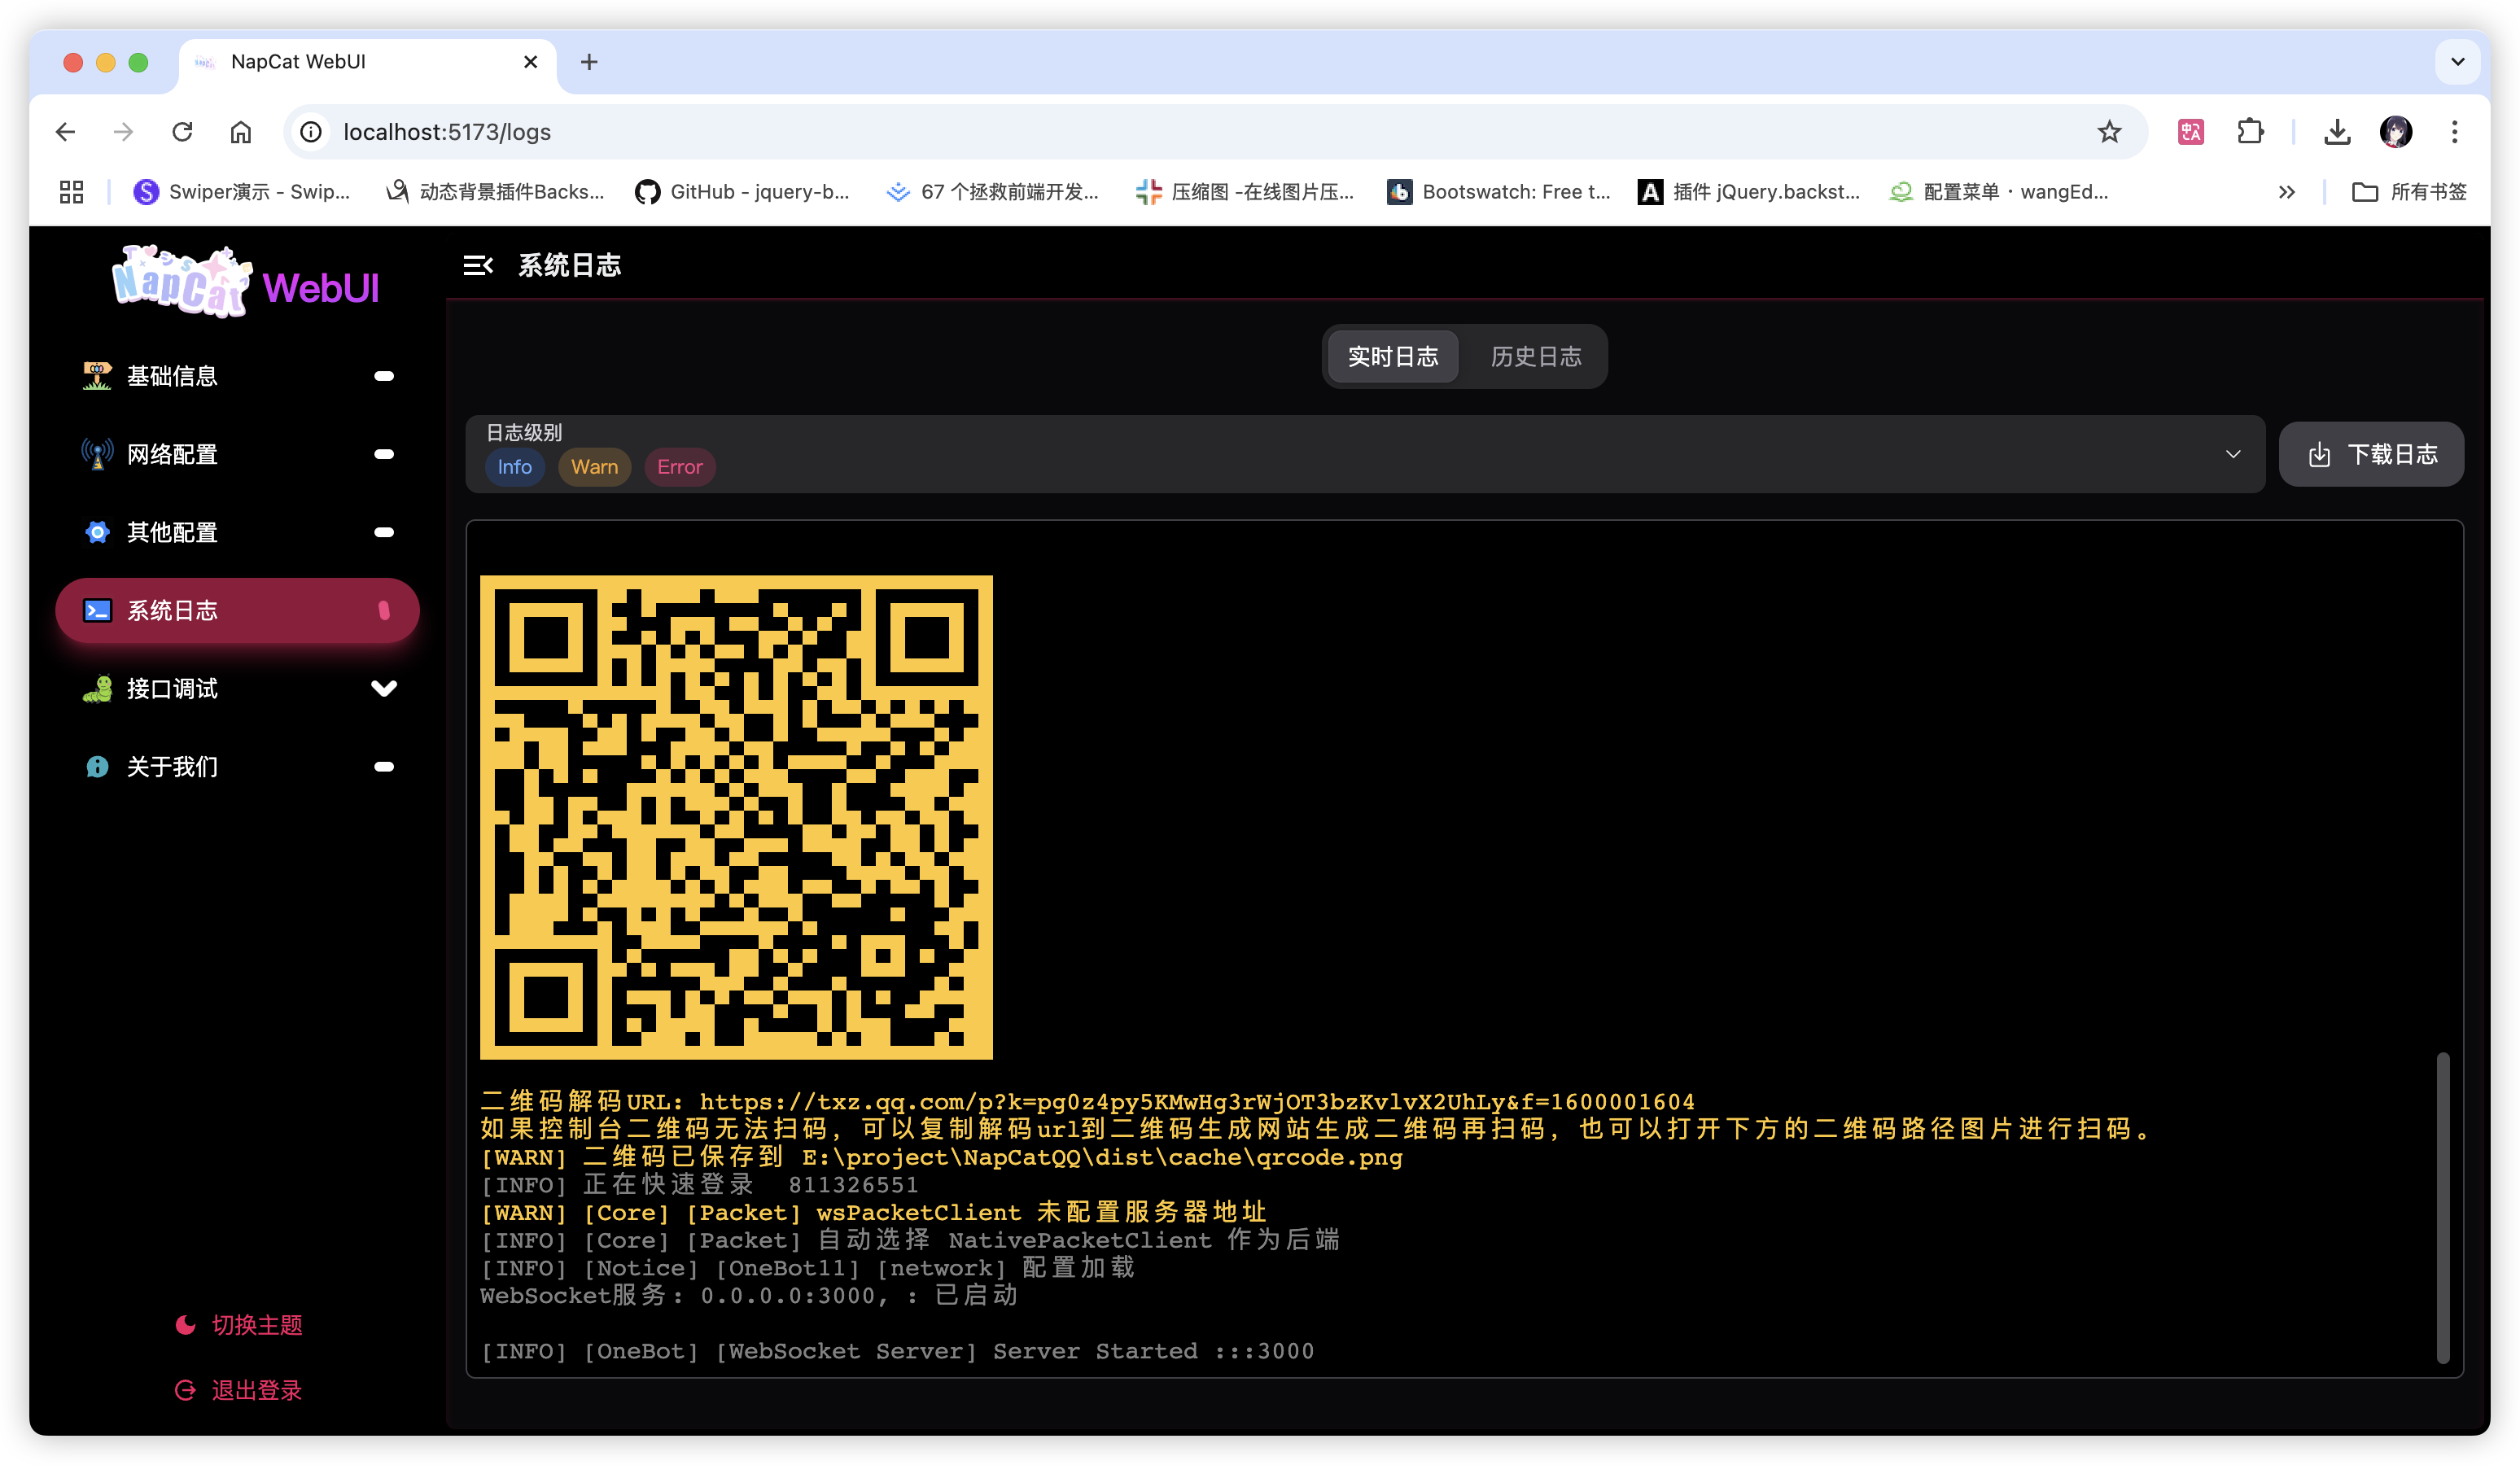 NapCat WebUI
localhost:5173/logs
Swiper演示 - Swip...
动态背景插件Backs...
GitHub - jquery-b...
67 个拯救前端开发...
压缩图 -在线图片压...
Bootswatch: Free t...
插件 jQuery.backst...
配置菜单 · wangEd...
所有书签
NapCat WebUI
系统日志
基础信息
网络配置
其他配置
系统日志
接口调试
关于我们
切换主题
退出登录
实时日志
历史日志
日志级别
Info
Warn
Error
下载日志
二维码解码URL: https://txz.qq.com/p?k=pg0z4py5KMwHg3rWjOT3bzKvlvX2UhLy&f=1600001604
如果控制台二维码无法扫码，可以复制解码url到二维码生成网站生成二维码再扫码，也可以打开下方的二维码路径图片进行扫码。
[WARN] 二维码已保存到 E:\project\NapCatQQ\dist\cache\qrcode.png
[INFO] 正在快速登录  811326551
[WARN] [Core] [Packet] wsPacketClient 未配置服务器地址
[INFO] [Core] [Packet] 自动选择 NativePacketClient 作为后端
[INFO] [Notice] [OneBot11] [network] 配置加载
WebSocket服务: 0.0.0.0:3000, : 已启动
[INFO] [OneBot] [WebSocket Server] Server Started :::3000